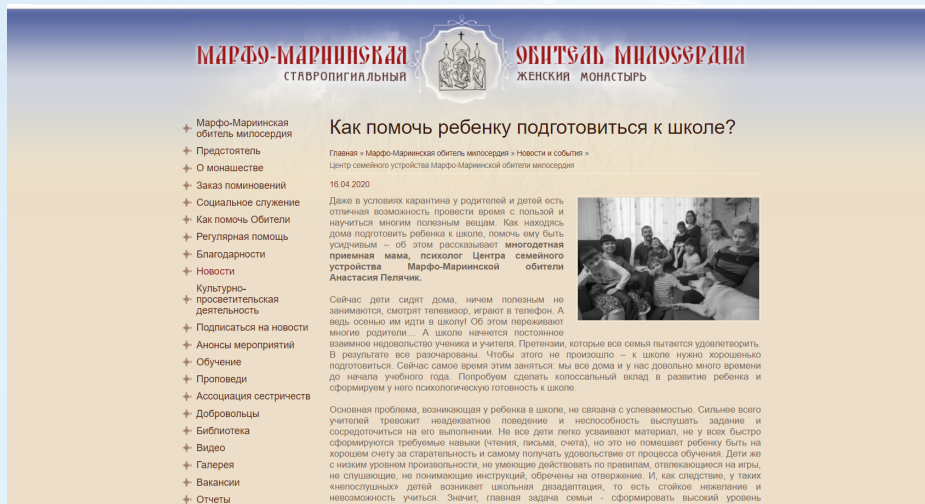 МАРФО-МАРИИНСКАЯ ОБИТЕЛЬ МИЛОСЕРДИЯ
СТАВРОПИГИАЛЬНЫЙ ЖЕНСКИЙ МОНАСТЫРЬ
Марфо-Мариинская
обитель милосердия
Предстоятель
О монашестве
Заказ поминовений
Социальное служение
Как помочь Обители
Регулярная помощь
Благодарности
Новости
Культурно-
просветительская
деятельность
Подписаться на новости
Анонсы мероприятий
Обучение
Проповеди
Ассоциация сестричеств
Добровольцы
Библиотека
Видео
Галерея
Вакансии
Отчеты
Как помочь ребенку подготовиться к школе?
Главная » Марфо-Мариинская обитель милосердия » Новости и события »
Центр семейного устройства Марфо-Мариинской обители милосердия
16.04.2020
Даже в условиях карантина у родителей и детей есть
отличная возможность провести время с пользой и
научиться многим полезным вещам. Как находясь
дома подготовить ребенка к школе, помочь ему быть
усидчивым – об этом рассказывает многодетная
приемная мама, психолог Центра семейного
устройства Марфо-Мариинской обители
Анастасия Пелячик.
Сейчас дети сидят дома, ничем полезным не
занимаются, смотрят телевизор, играют в телефон. А
ведь осенью им идти в школу! Об этом переживают
многие родители… А школе начнется постоянное
взаимное недовольство ученика и учителя. Претензии, которые все семья пытается удовлетворить.
В результате все разочарованы. Чтобы этого не произошло – к школе нужно хорошенько
подготовиться. Сейчас самое время этим заняться: мы все дома и у нас довольно много времени
до начала учебного года. Попробуем сделать колоссальный вклад в развитие ребенка и
сформируем у него психологическую готовность к школе.
Основная проблема, возникающая у ребенка в школе, не связана с успеваемостью. Сильнее всего
учителей тревожит неадекватное поведение и неспособность выслушать задание и
сосредоточиться на его выполнении. Не все дети легко усваивают материал, не у всех быстро
сформируются требуемые навыки (чтения, письма, счета), но это не помешает ребенку быть на
хорошем счету за старательность и самому получать удовольствие от процесса обучения. Дети же
с низким уровнем произвольности, не умеющие действовать по правилам, отвлекающиеся на игры,
не слушающие, не понимающие инструкций, обречены на отвержение. И, как следствие, у таких
«непослушных» детей возникает школьная дезадаптация, то есть стойкое нежелание и
невозможность учиться. Значит, главная задача семьи - сформировать высокий уровень